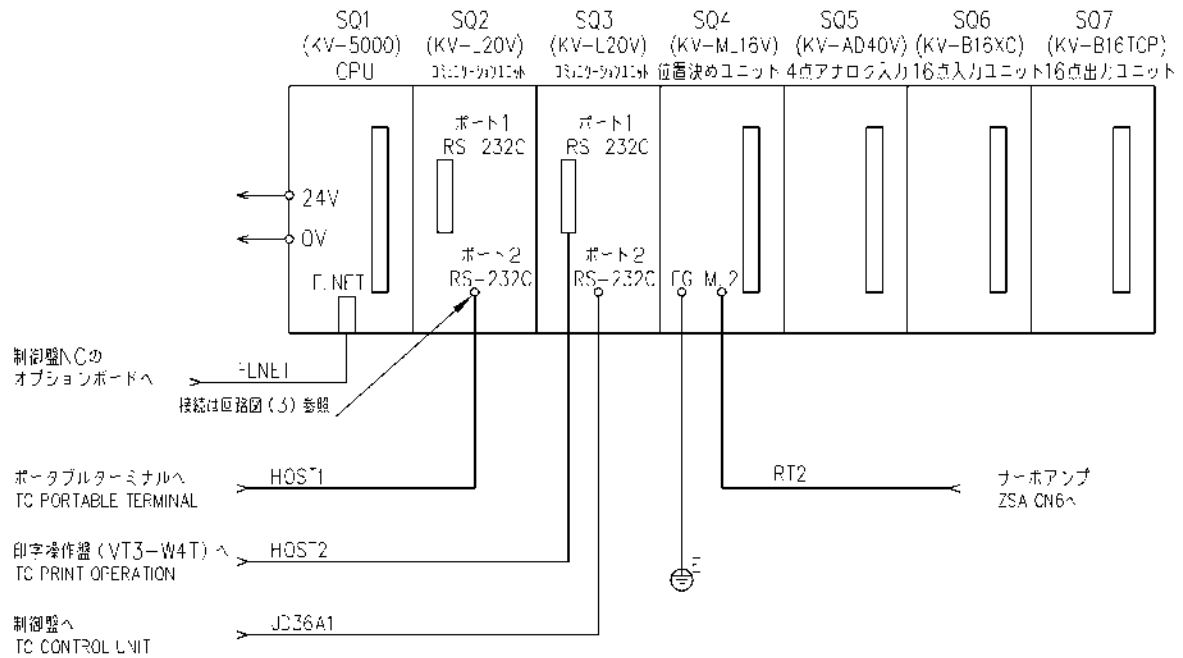 SQ1 SQ2 SQ3 SQ4 SQ5 SQ6 SQ7
(KV-5000) (KV-L20V) (KV-L20V) (KV-ML16V) (KV-AD40V) (KV-B16XC) (KV-B16TCP)
CPU コミュニケーションユニット コミュニケーションユニット 位置決めユニット 4点アナログ入力 16点入力ユニット 16点出力ユニット
ポート1 ポート1
RS-232C RS-232C
24V
0V
ポート2 ポート2
FLNET RS-232C RS-232C FG ML2
制御盤NCの
オプションボードへ
FLNET
接続は回路図(3)参照
ポータブルターミナルへ
TO PORTABLE TERMINAL
HOST1
RT2
サーボアンプ
ZSA CN6へ
印字操作盤(VT3-W4T)へ
TO PRINT OPERATION
HOST2
E
制御盤へ
TO CONTROL UNIT
JD36A1